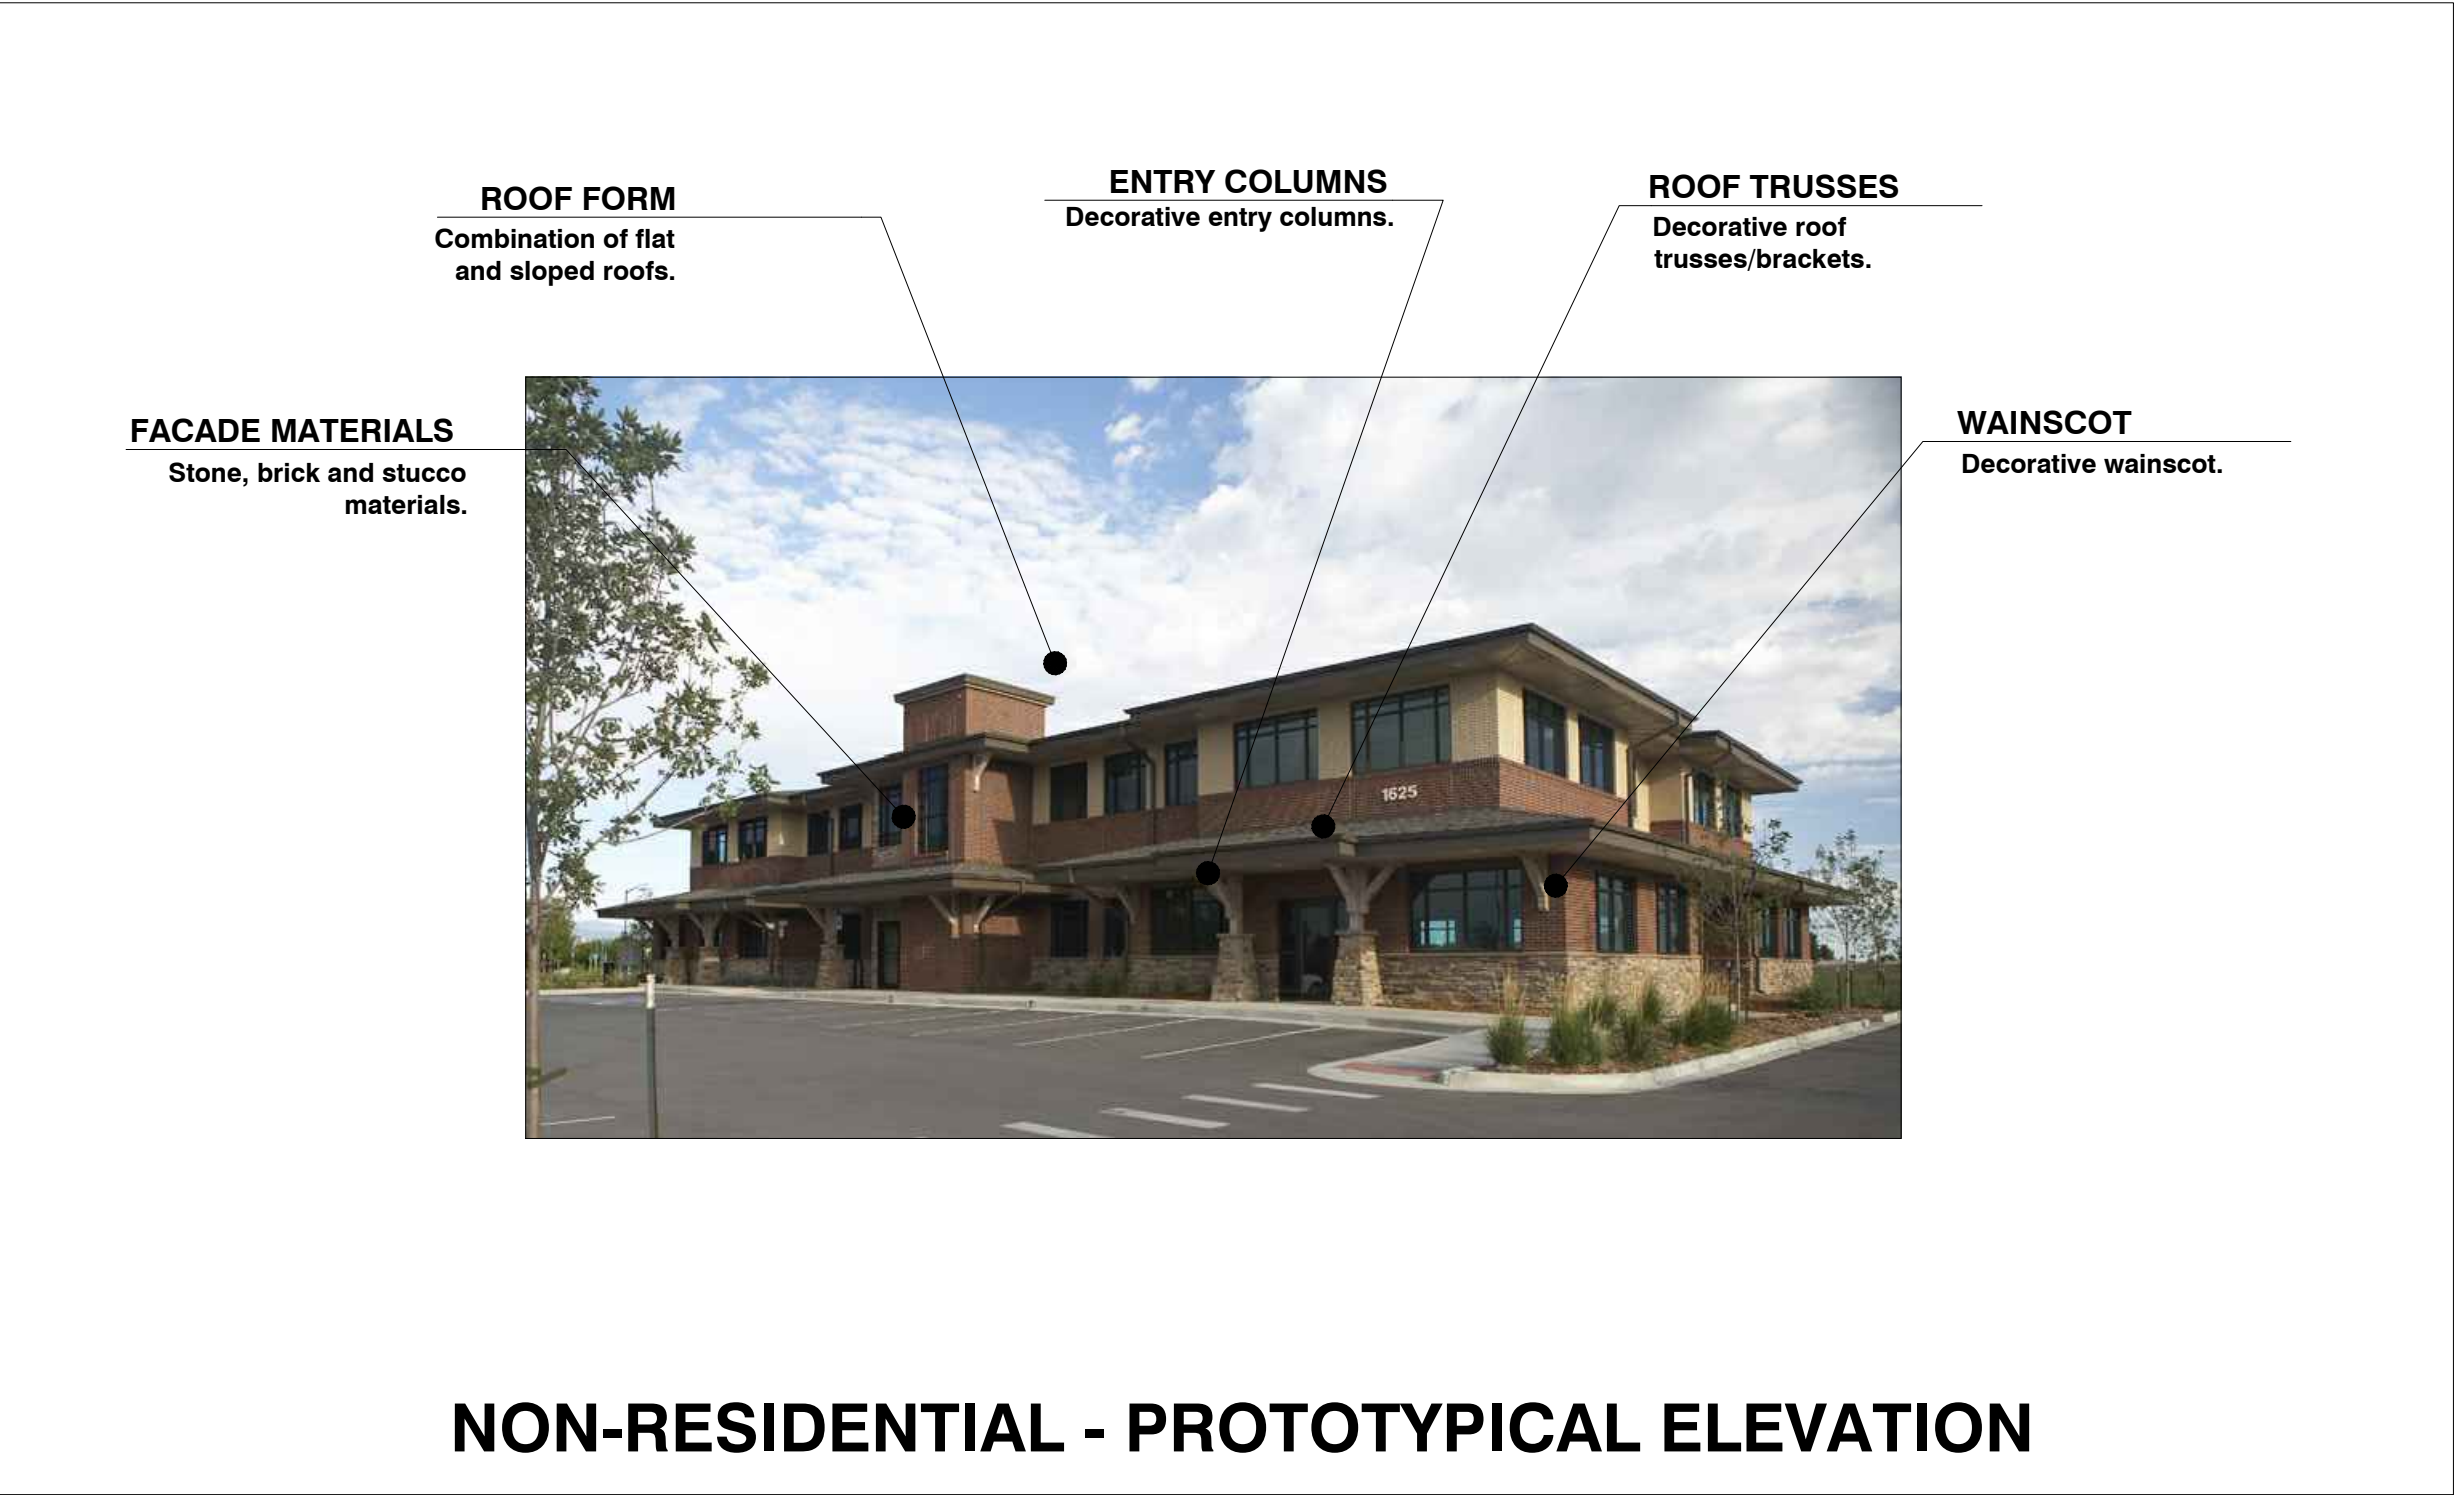 ROOF FORM
Combination of flat
and sloped roofs.
ENTRY COLUMNS
Decorative entry columns.
ROOF TRUSSES
Decorative roof
trusses/brackets.
FACADE MATERIALS
Stone, brick and stucco
materials.
WAINSCOT
Decorative wainscot.
1625
NON-RESIDENTIAL - PROTOTYPICAL ELEVATION